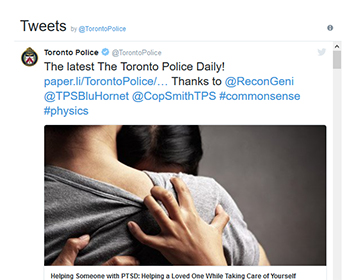 Tweets by @TorontoPolice
Toronto Police @TorontoPolice
The latest The Toronto Police Daily!
paper.li/TorontoPolice/… Thanks to @ReconGeni
@TPSBluHornet @CopSmithTPS #commonsense
#physics
Helping Someone with PTSD: Helping a Loved One While Taking Care of Yourself